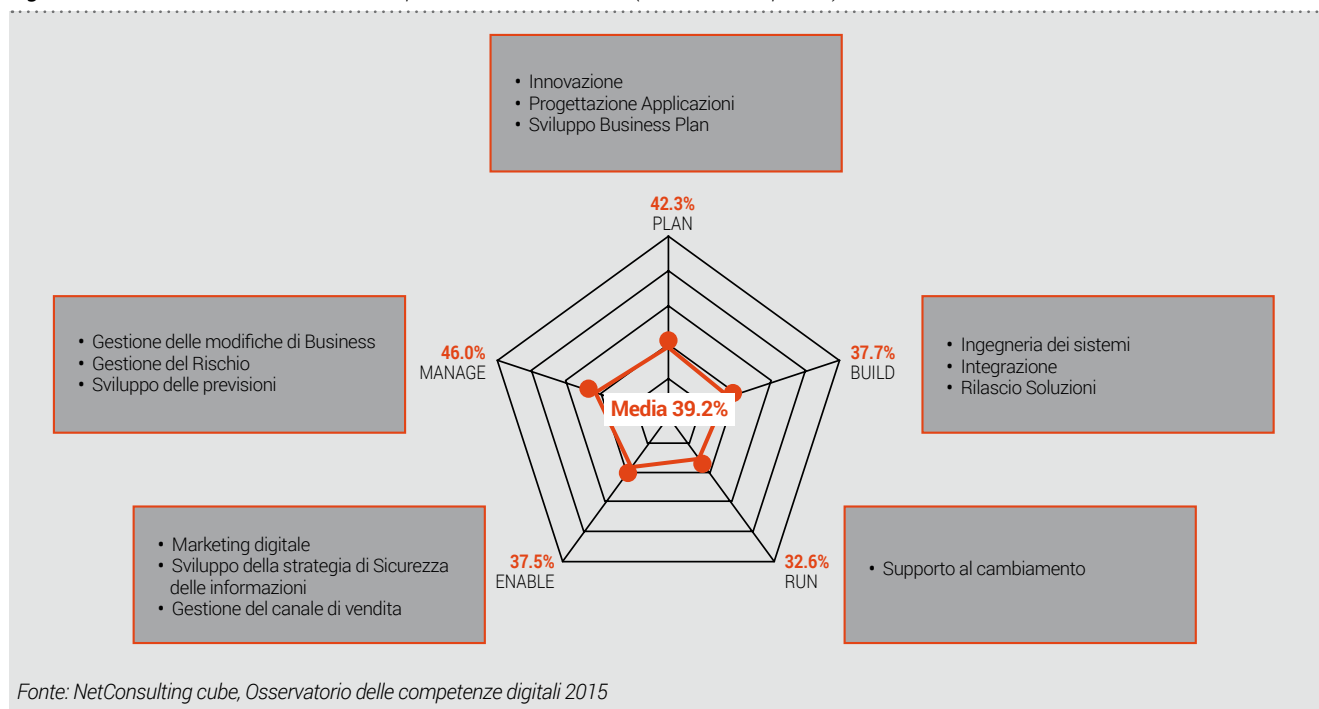 • Innovazione
• Progettazione Applicazioni
• Sviluppo Business Plan
42.3%
PLAN
• Gestione delle modifiche di Business
• Gestione del Rischio
• Sviluppo delle previsioni
46.0%
MANAGE
37.7%
BUILD
• Ingegneria dei sistemi
• Integrazione
• Rilascio Soluzioni
Media 39.2%
• Marketing digitale
• Sviluppo della strategia di Sicurezza
delle informazioni
• Gestione del canale di vendita
37.5%
ENABLE
32.6%
RUN
• Supporto al cambiamento
Fonte: NetConsulting cube, Osservatorio delle competenze digitali 2015